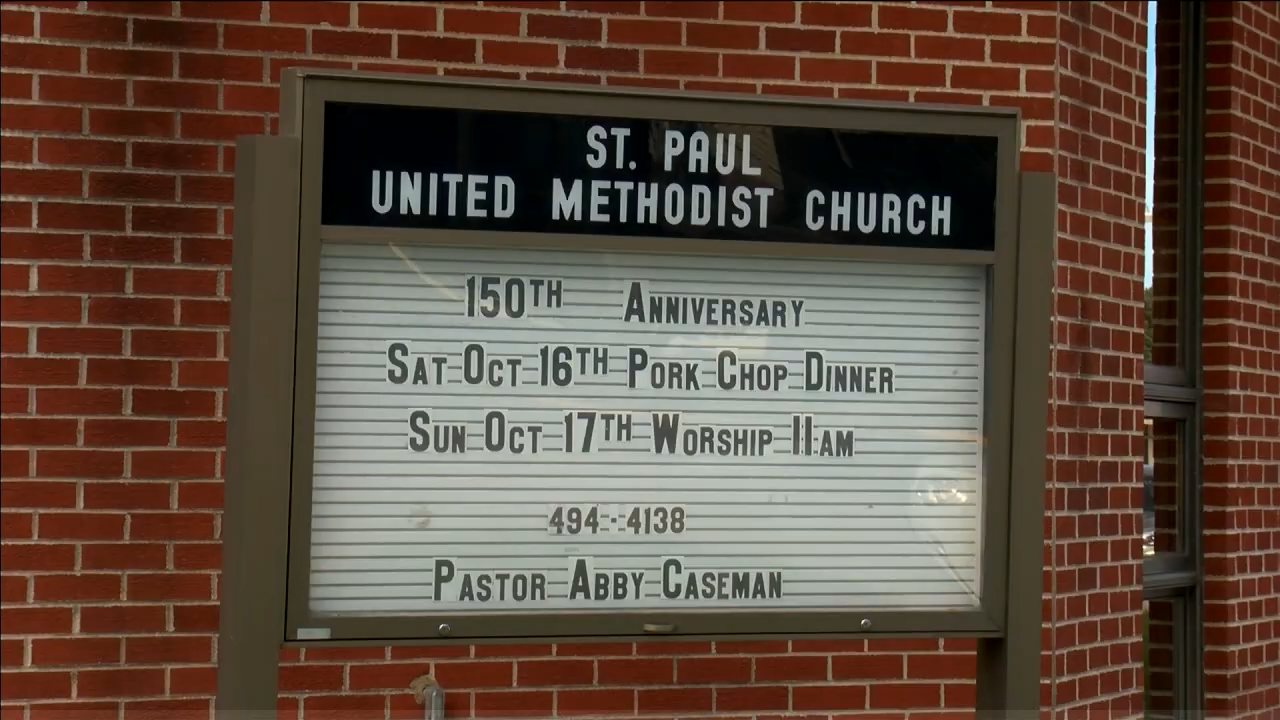 ST. PAUL
UNITED METHODIST CHURCH
150TH ANNIVERSARY
SAT OCT 16TH PORK CHOP DINNER
SUN OCT 17TH WORSHIP 11AM
494-4138
PASTOR ABBY CASEMAN